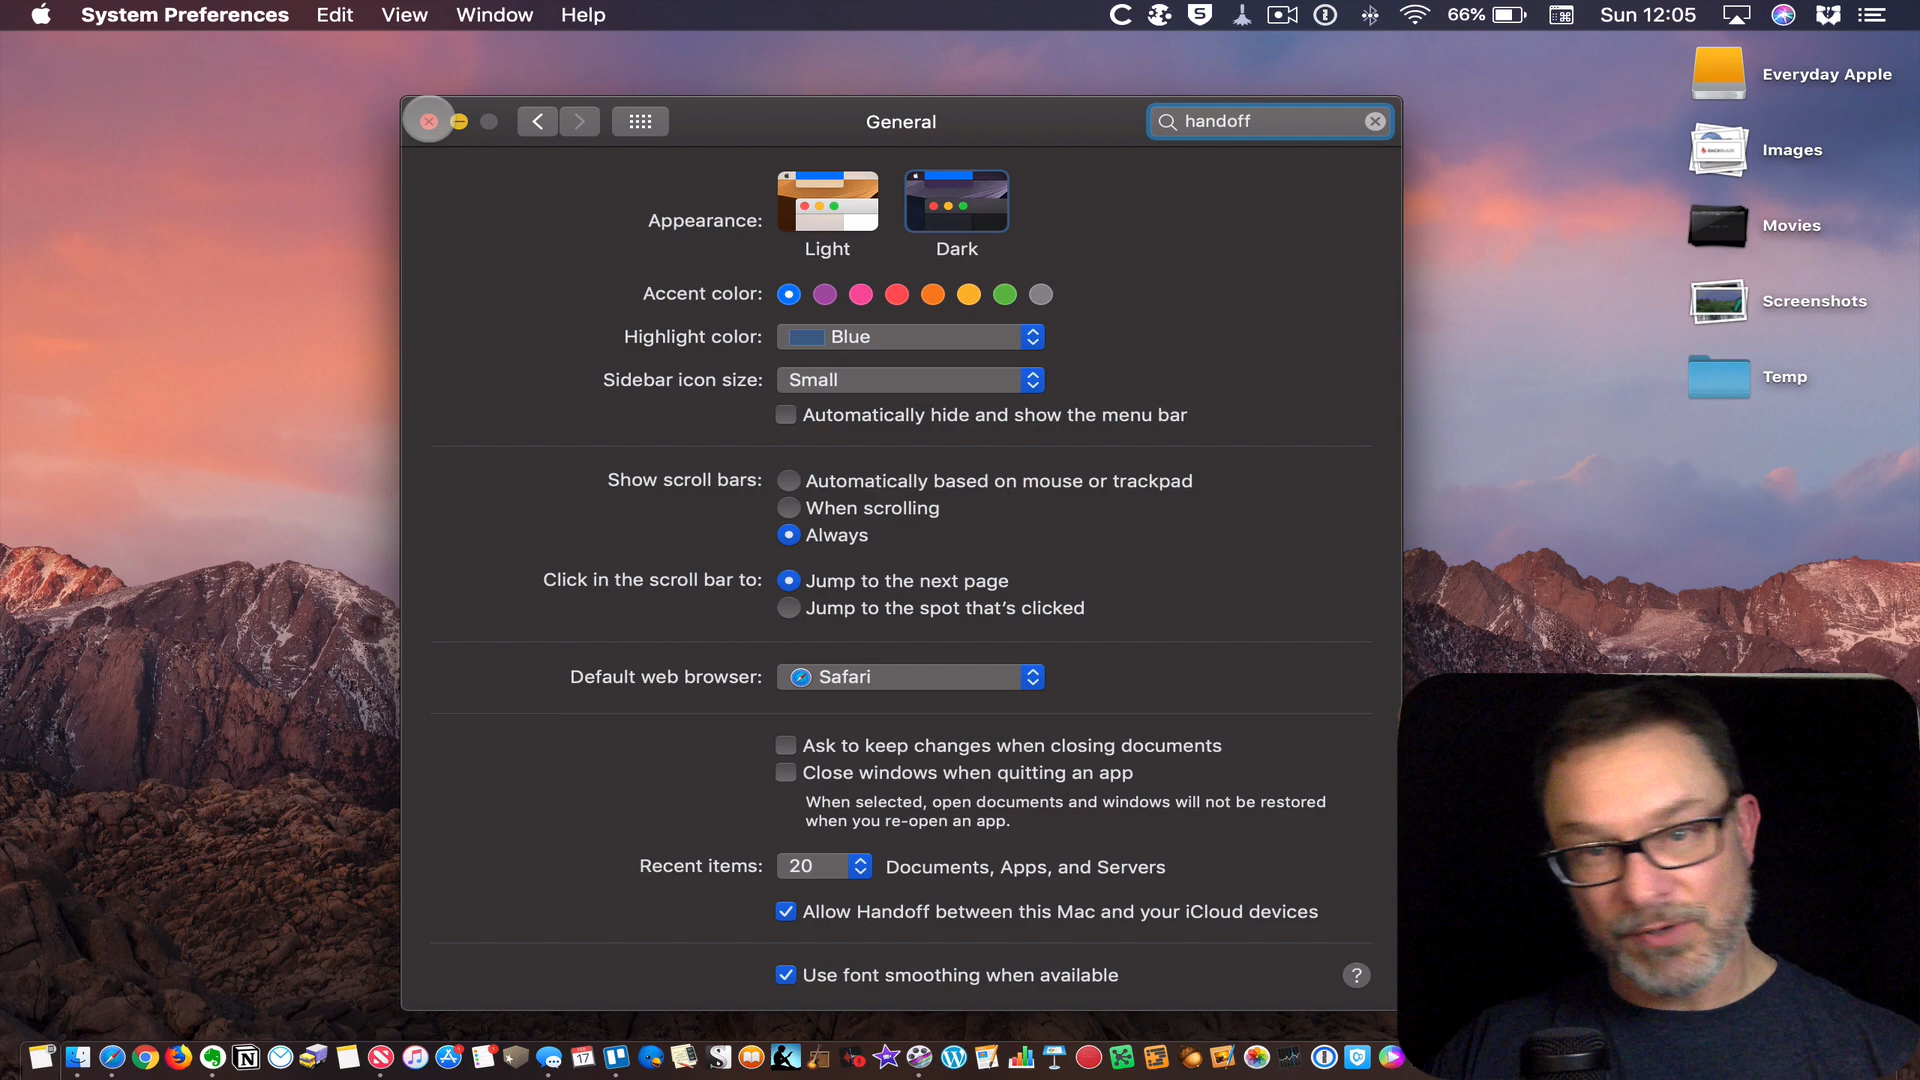 System Preferences Edit View Window Help 66% Sun 12:05
Everyday Apple
General
handoff
Images
Movies
Appearance:
Light Dark
Accent color:
Screenshots
Highlight color: Blue
Sidebar icon size: Small
Temp
Automatically hide and show the menu bar
Show scroll bars: Automatically based on mouse or trackpad
When scrolling
Always
Click in the scroll bar to: Jump to the next page
Jump to the spot that's clicked
Default web browser: Safari
Ask to keep changes when closing documents
Close windows when quitting an app
When selected, open documents and windows will not be restored
when you re-open an app.
Recent items: 20 Documents, Apps, and Servers
Allow Handoff between this Mac and your iCloud devices
Use font smoothing when available
?
17